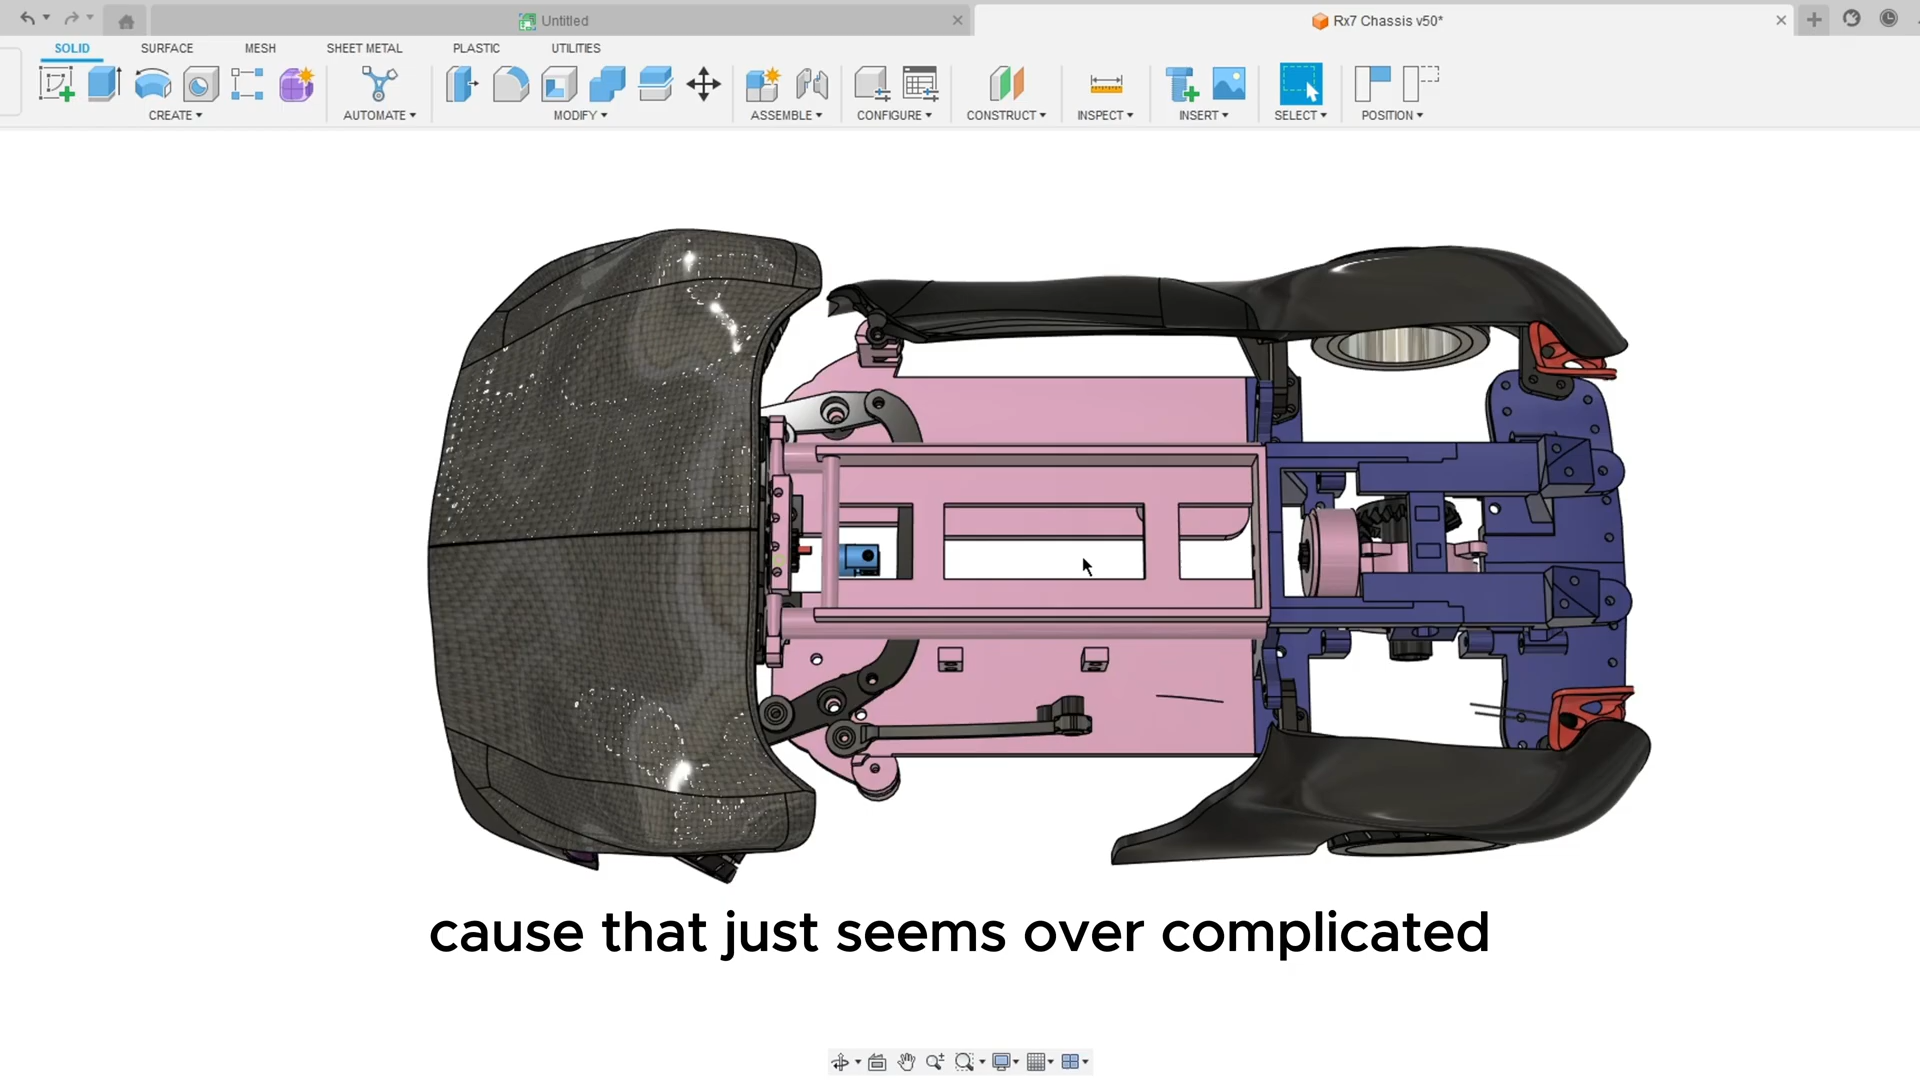 Untitled
Rx7 Chassis v50*
SOLID
SURFACE
MESH
SHEET METAL
PLASTIC
UTILITIES
CREATE
AUTOMATE
MODIFY
ASSEMBLE
CONFIGURE
CONSTRUCT
INSPECT
INSERT
SELECT
POSITION
cause that just seems over complicated